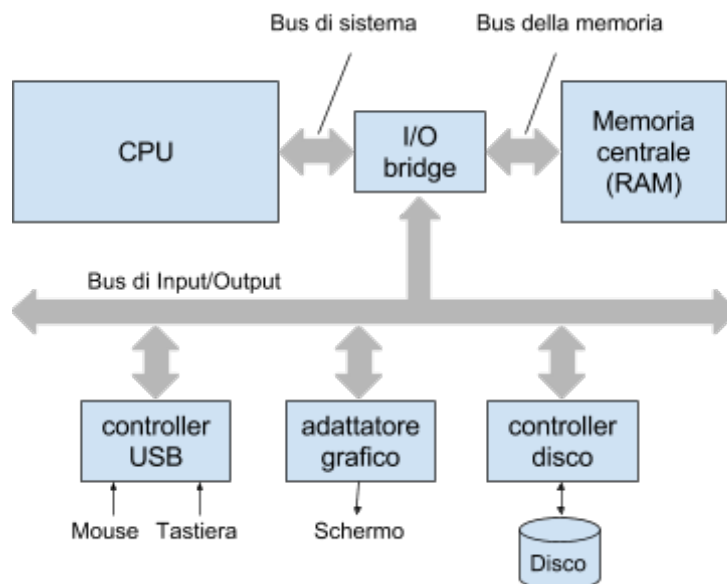 Bus di sistema
Bus della memoria
CPU
I/O
bridge
Memoria
centrale
(RAM)
Bus di Input/Output
controller
USB
adattatore
grafico
controller
disco
Mouse
Tastiera
Schermo
Disco